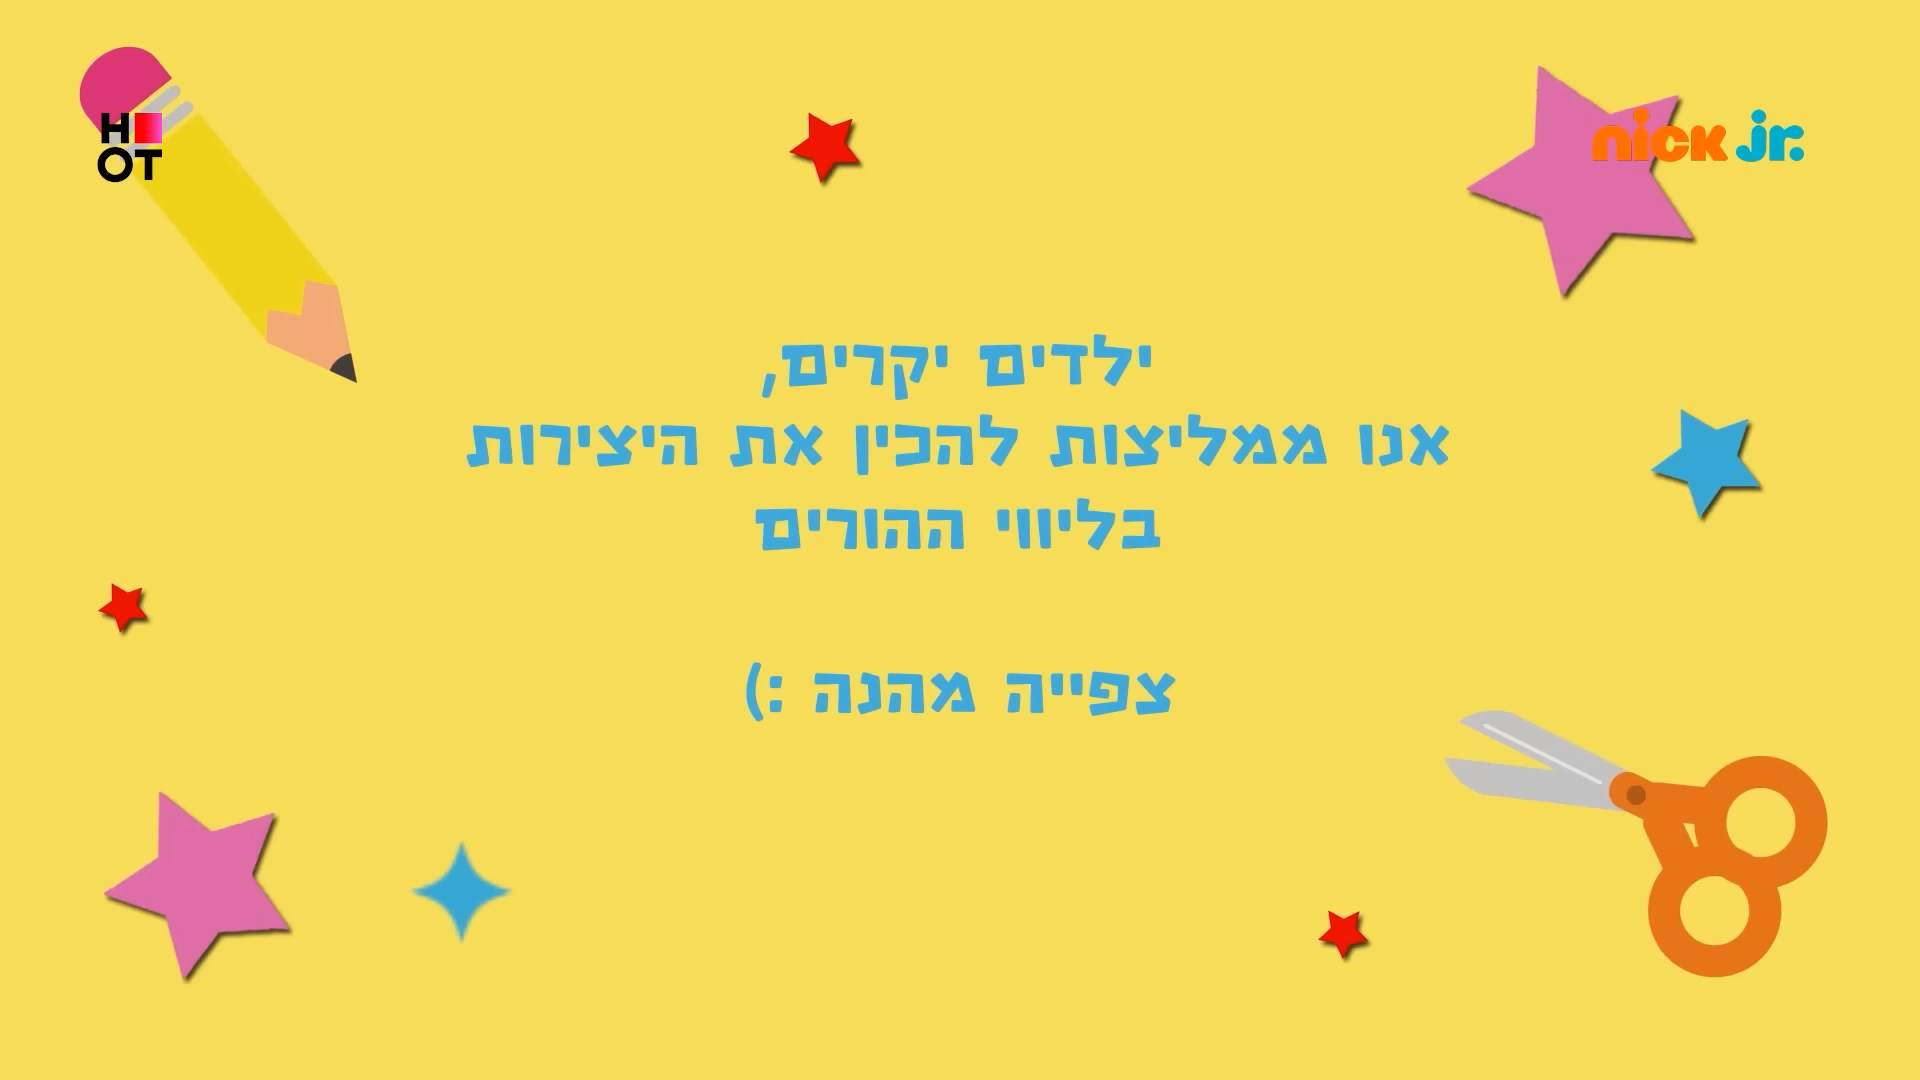 HOT
nick jr.
ילדים יקרים,
אנו ממליצות להכין את היצירות
בליווי ההורים
צפייה מהנה :)